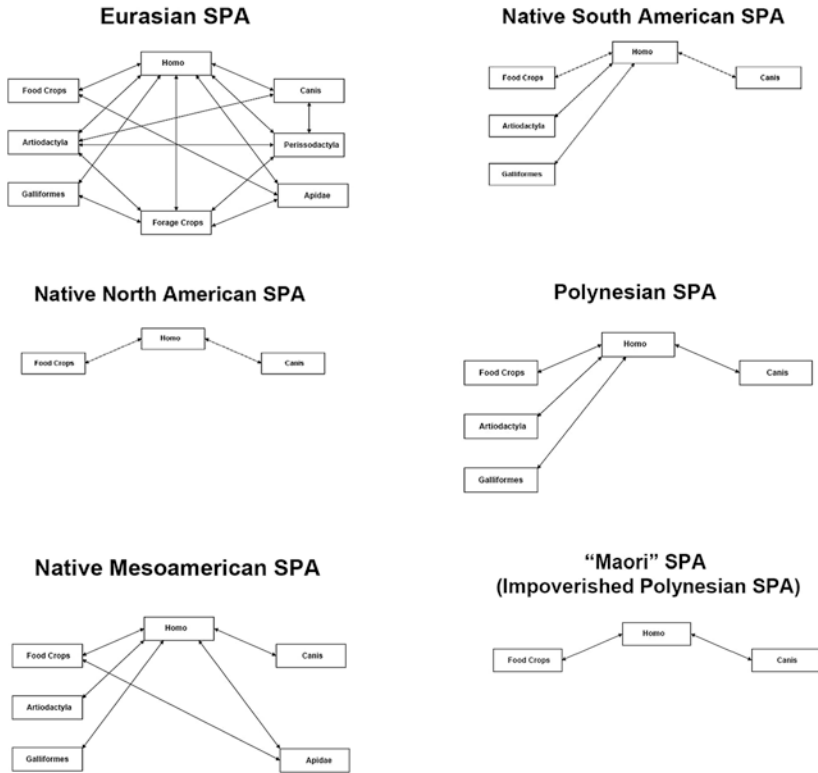 Eurasian SPA
Homo
Food Crops
Canis
Artiodactyla
Perissodactyla
Galliformes
Apidae
Forage Crops
Native South American SPA
Homo
Food Crops
Canis
Artiodactyla
Galliformes
Native North American SPA
Homo
Food Crops
Canis
Polynesian SPA
Homo
Food Crops
Canis
Artiodactyla
Galliformes
Native Mesoamerican SPA
Homo
Food Crops
Canis
Artiodactyla
Galliformes
Apidae
“Maori” SPA
(Impoverished Polynesian SPA)
Homo
Food Crops
Canis